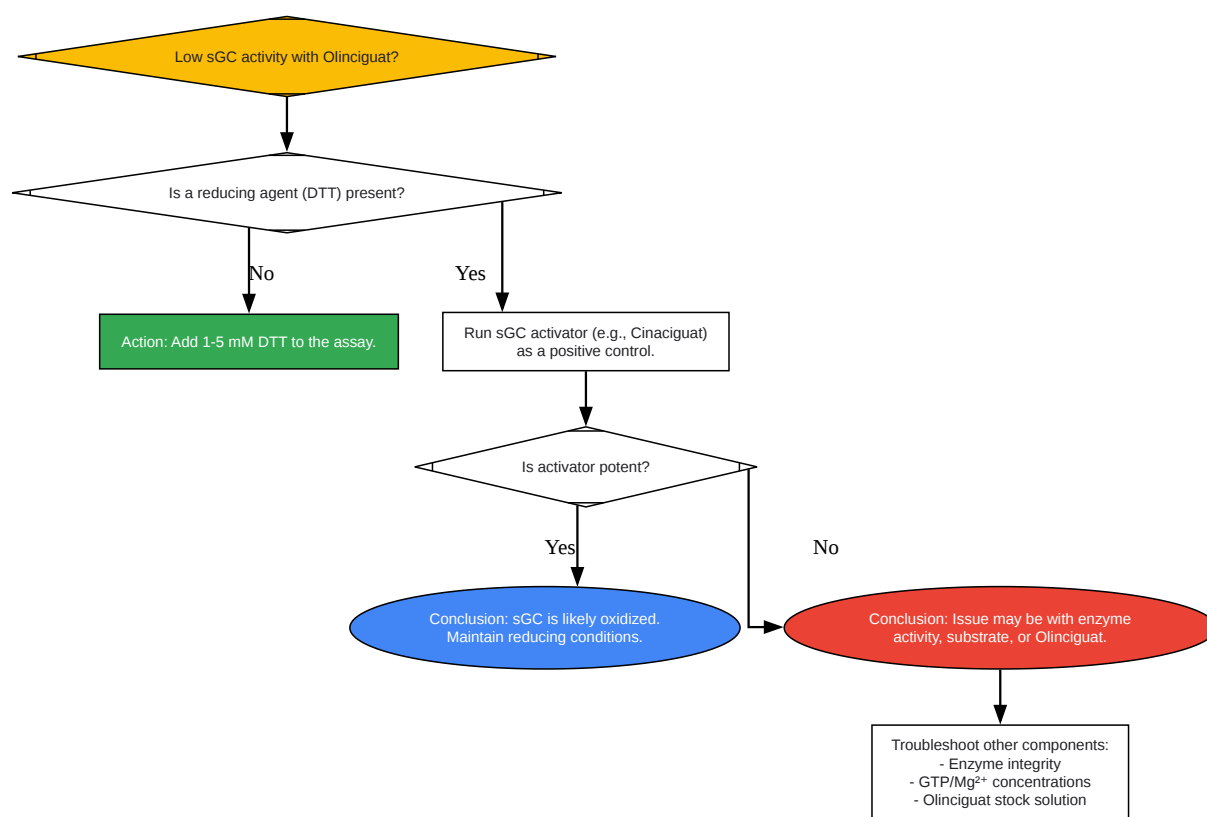 Low sGC activity with Olinciguat?
Is a reducing agent (DTT) present?
No
Yes
Action: Add 1-5 mM DTT to the assay.
Run sGC activator (e.g., Cinaciguat)
as a positive control.
Is activator potent?
Yes
No
Conclusion: sGC is likely oxidized.
Maintain reducing conditions.
Conclusion: Issue may be with enzyme
activity, substrate, or Olinciguat.
Troubleshoot other components:
- Enzyme integrity
- GTP/Mg²⁺ concentrations
- Olinciguat stock solution